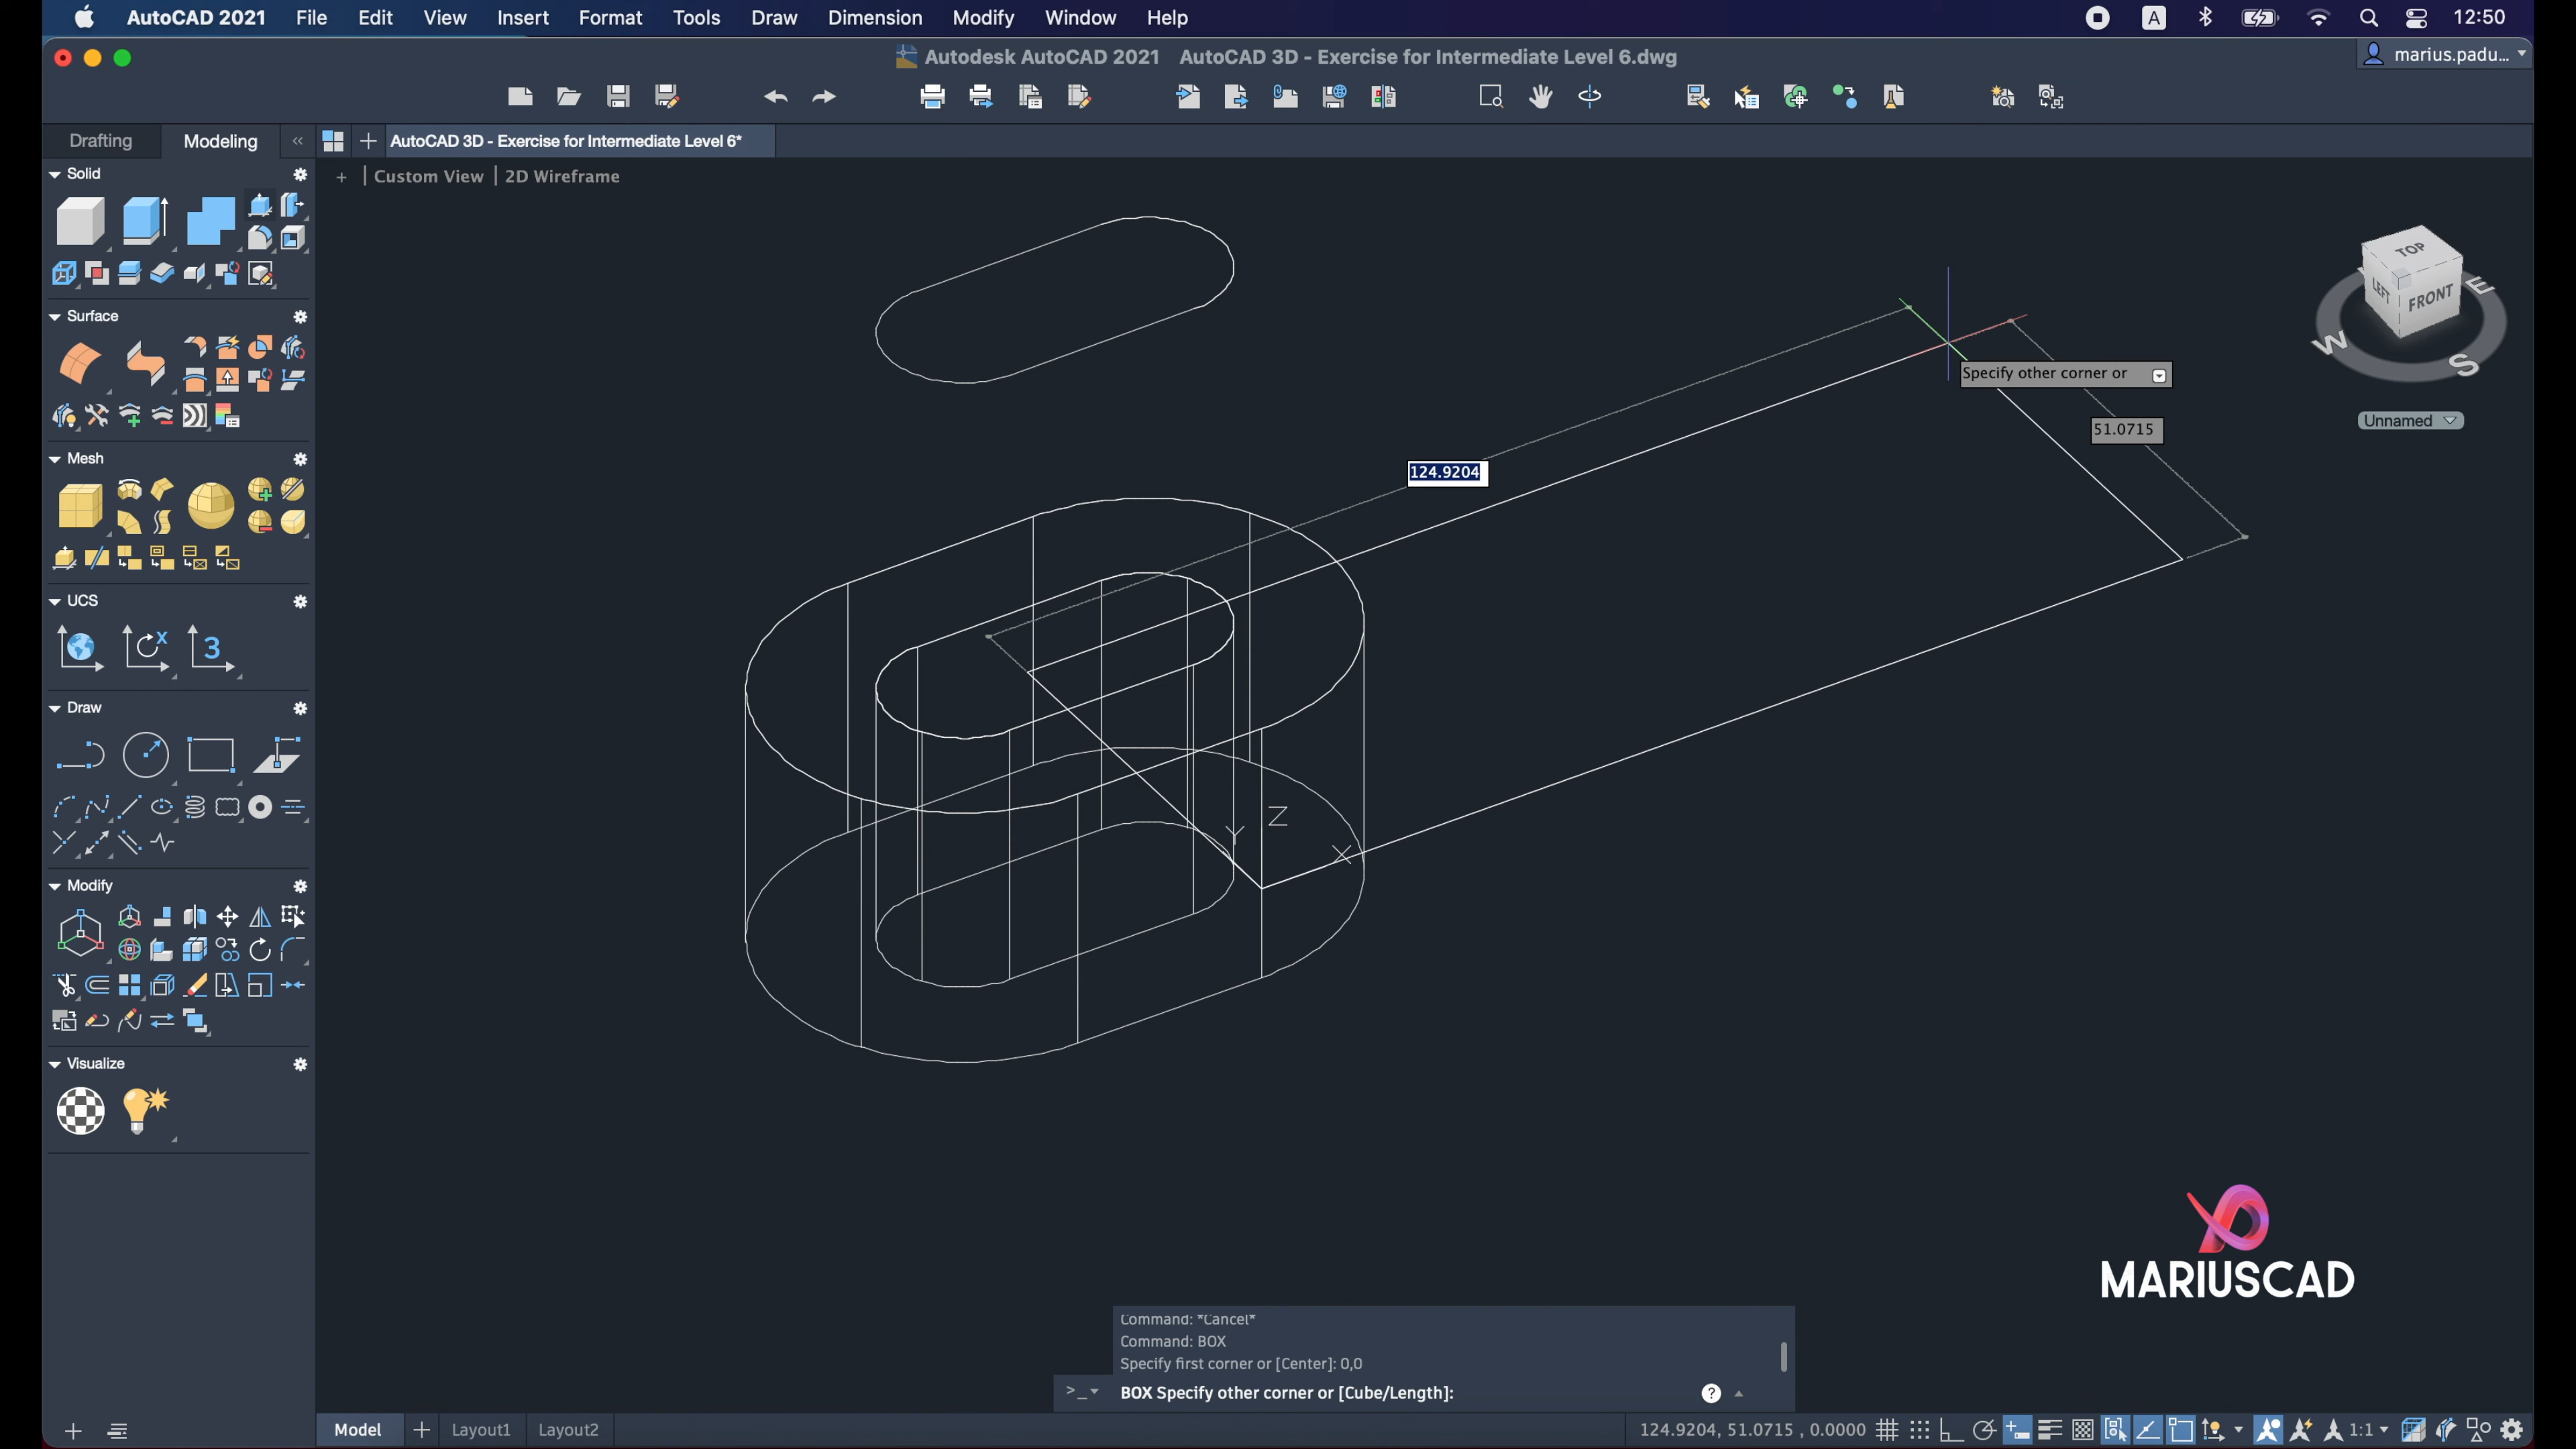 AutoCAD 2021 File Edit View Insert Format Tools Draw Dimension Modify Window Help A 12:50
Autodesk AutoCAD 2021 AutoCAD 3D - Exercise for Intermediate Level 6.dwg marius.padu...
Drafting Modeling « + AutoCAD 3D - Exercise for Intermediate Level 6*
Solid
+ | Custom View | 2D Wireframe
TOP
LEFT FRONT
E
W
S
Unnamed
Surface
Specify other corner or
51.0715
124.9204
Mesh
UCS
X
3
Draw
Z
Y
X
Modify
Visualize
MARIUSCAD
Command: *Cancel*
Command: BOX
Specify first corner or [Center]: 0,0
>_ BOX Specify other corner or [Cube/Length]: ?
Model + Layout1 Layout2 124.9204, 51.0715 , 0.0000 1:1